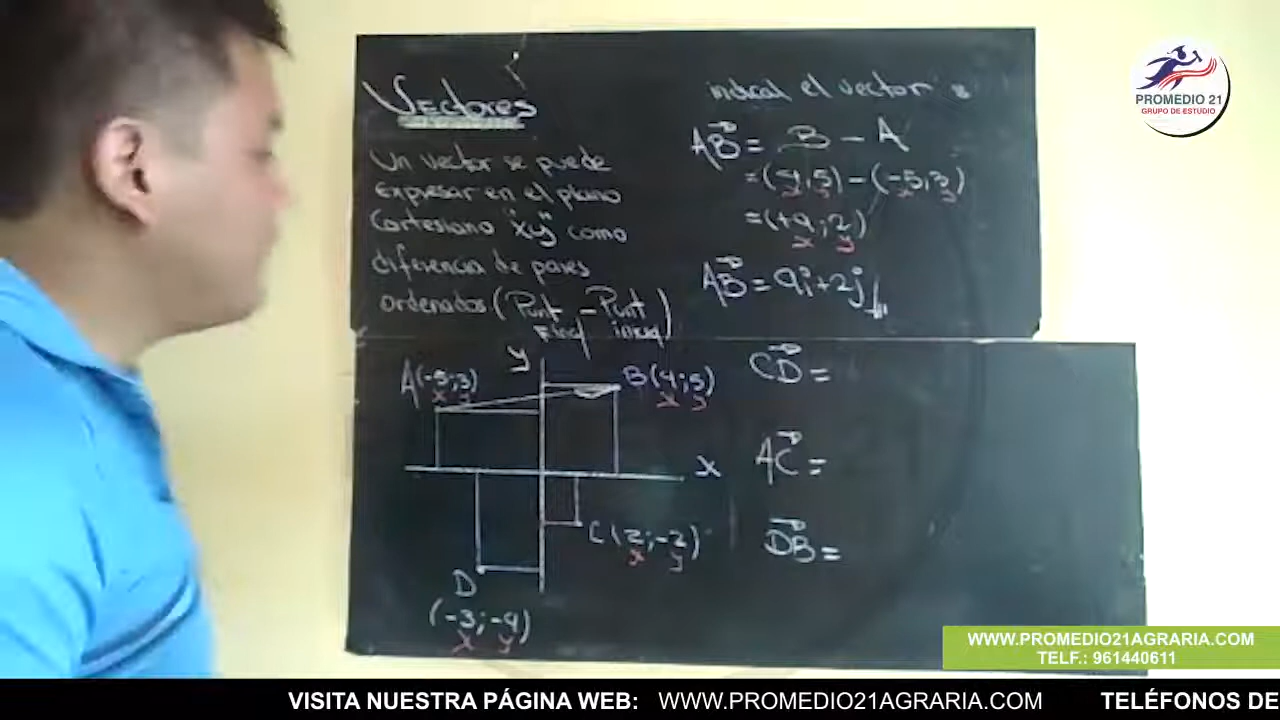 Vectores
Un vector se puede
Expresar en el plano
Cartesiano "xy" como
diferencia de pares
ordenados (Punt Final - Punt inicial)
indicar el vector :
AB = B - A
= (4,5) - (-5,3)
x y x y
= (+9;2)
x y
AB = 9i+2j
y
A(-5;3)
x y
B(4;5)
x y
x
C(2;-2)
x y
D
(-3;-4)
x y
CD =
AC =
DB =
PROMEDIO 21
GRUPO DE ESTUDIO
WWW.PROMEDIO21AGRARIA.COM
TELF.: 961440611
VISITA NUESTRA PÁGINA WEB: WWW.PROMEDIO21AGRARIA.COM TELÉFONOS DE